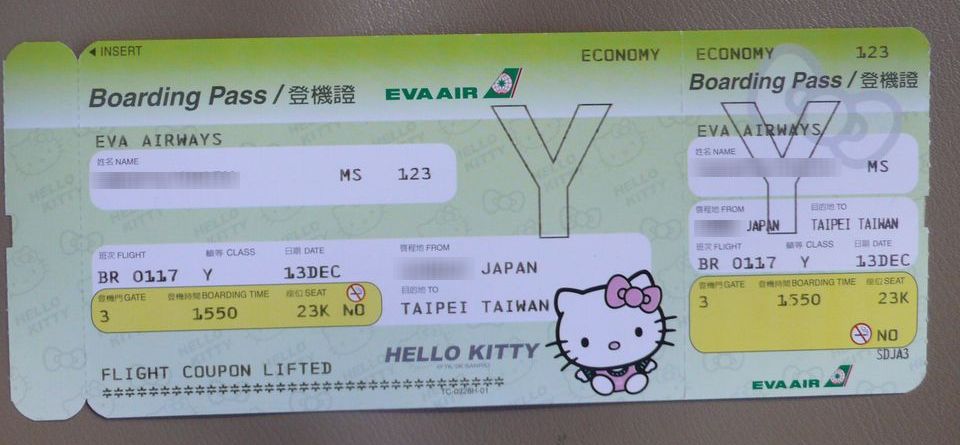 ◀ INSERT
ECONOMY
Boarding Pass / 登機證
EVA AIR
EVA AIRWAYS
姓名 NAME
MS 123
Y
班次 FLIGHT 艙等 CLASS 日期 DATE
BR 0117 Y 13DEC
啓程地 FROM
JAPAN
目的地 TO
TAIPEI TAIWAN
登機門 GATE 登機時間 BOARDING TIME 座位 SEAT
3 1550 23K NO
HELLO KITTY
FLIGHT COUPON LIFTED
ECONOMY 123
Boarding Pass / 登機證
EVA AIRWAYS
姓名 NAME
MS
Y
啓程地 FROM 目的地 TO
JAPAN TAIPEI TAIWAN
班次 FLIGHT 艙等 CLASS 日期 DATE
BR 0117 Y 13DEC
登機門 GATE 登機時間 BOARDING TIME 座位 SEAT
3 1550 23K
NO
SDJA3
EVA AIR